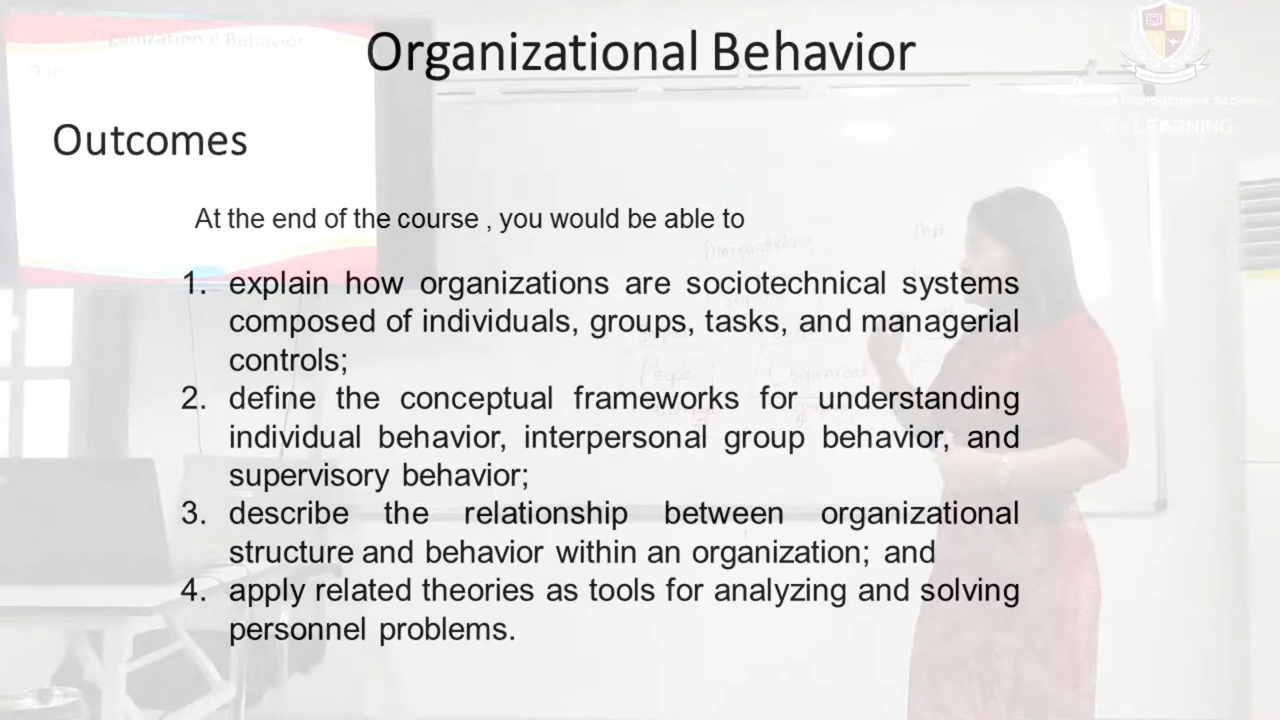 Organizational Behavior
Outcomes
At the end of the course , you would be able to
1. explain how organizations are sociotechnical systems
composed of individuals, groups, tasks, and managerial
controls;
2. define the conceptual frameworks for understanding
individual behavior, interpersonal group behavior, and
supervisory behavior;
3. describe the relationship between organizational
structure and behavior within an organization; and
4. apply related theories as tools for analyzing and solving
personnel problems.
E-LEARNING
People